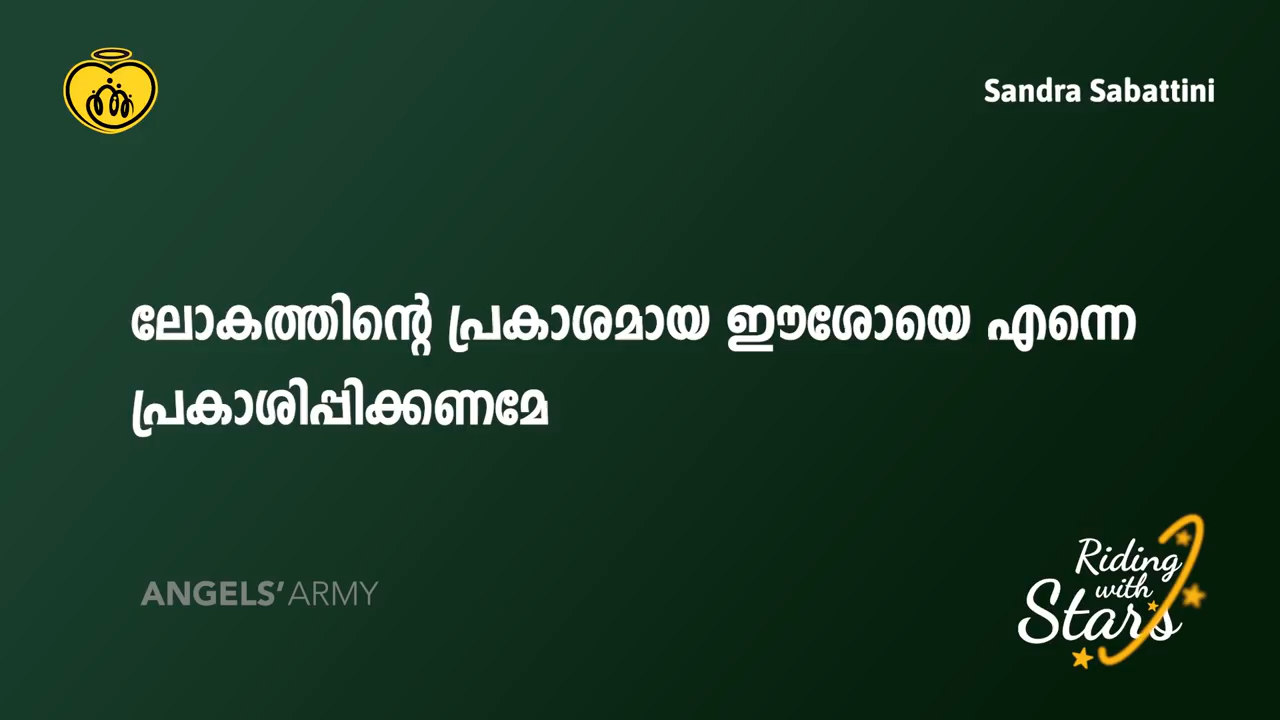 Sandra Sabattini
ലോകത്തിന്റെ പ്രകാശമായ ഈശോയെ എന്നെ
പ്രകാശിപ്പിക്കണമേ
ANGELS' ARMY
Riding
with
Stars